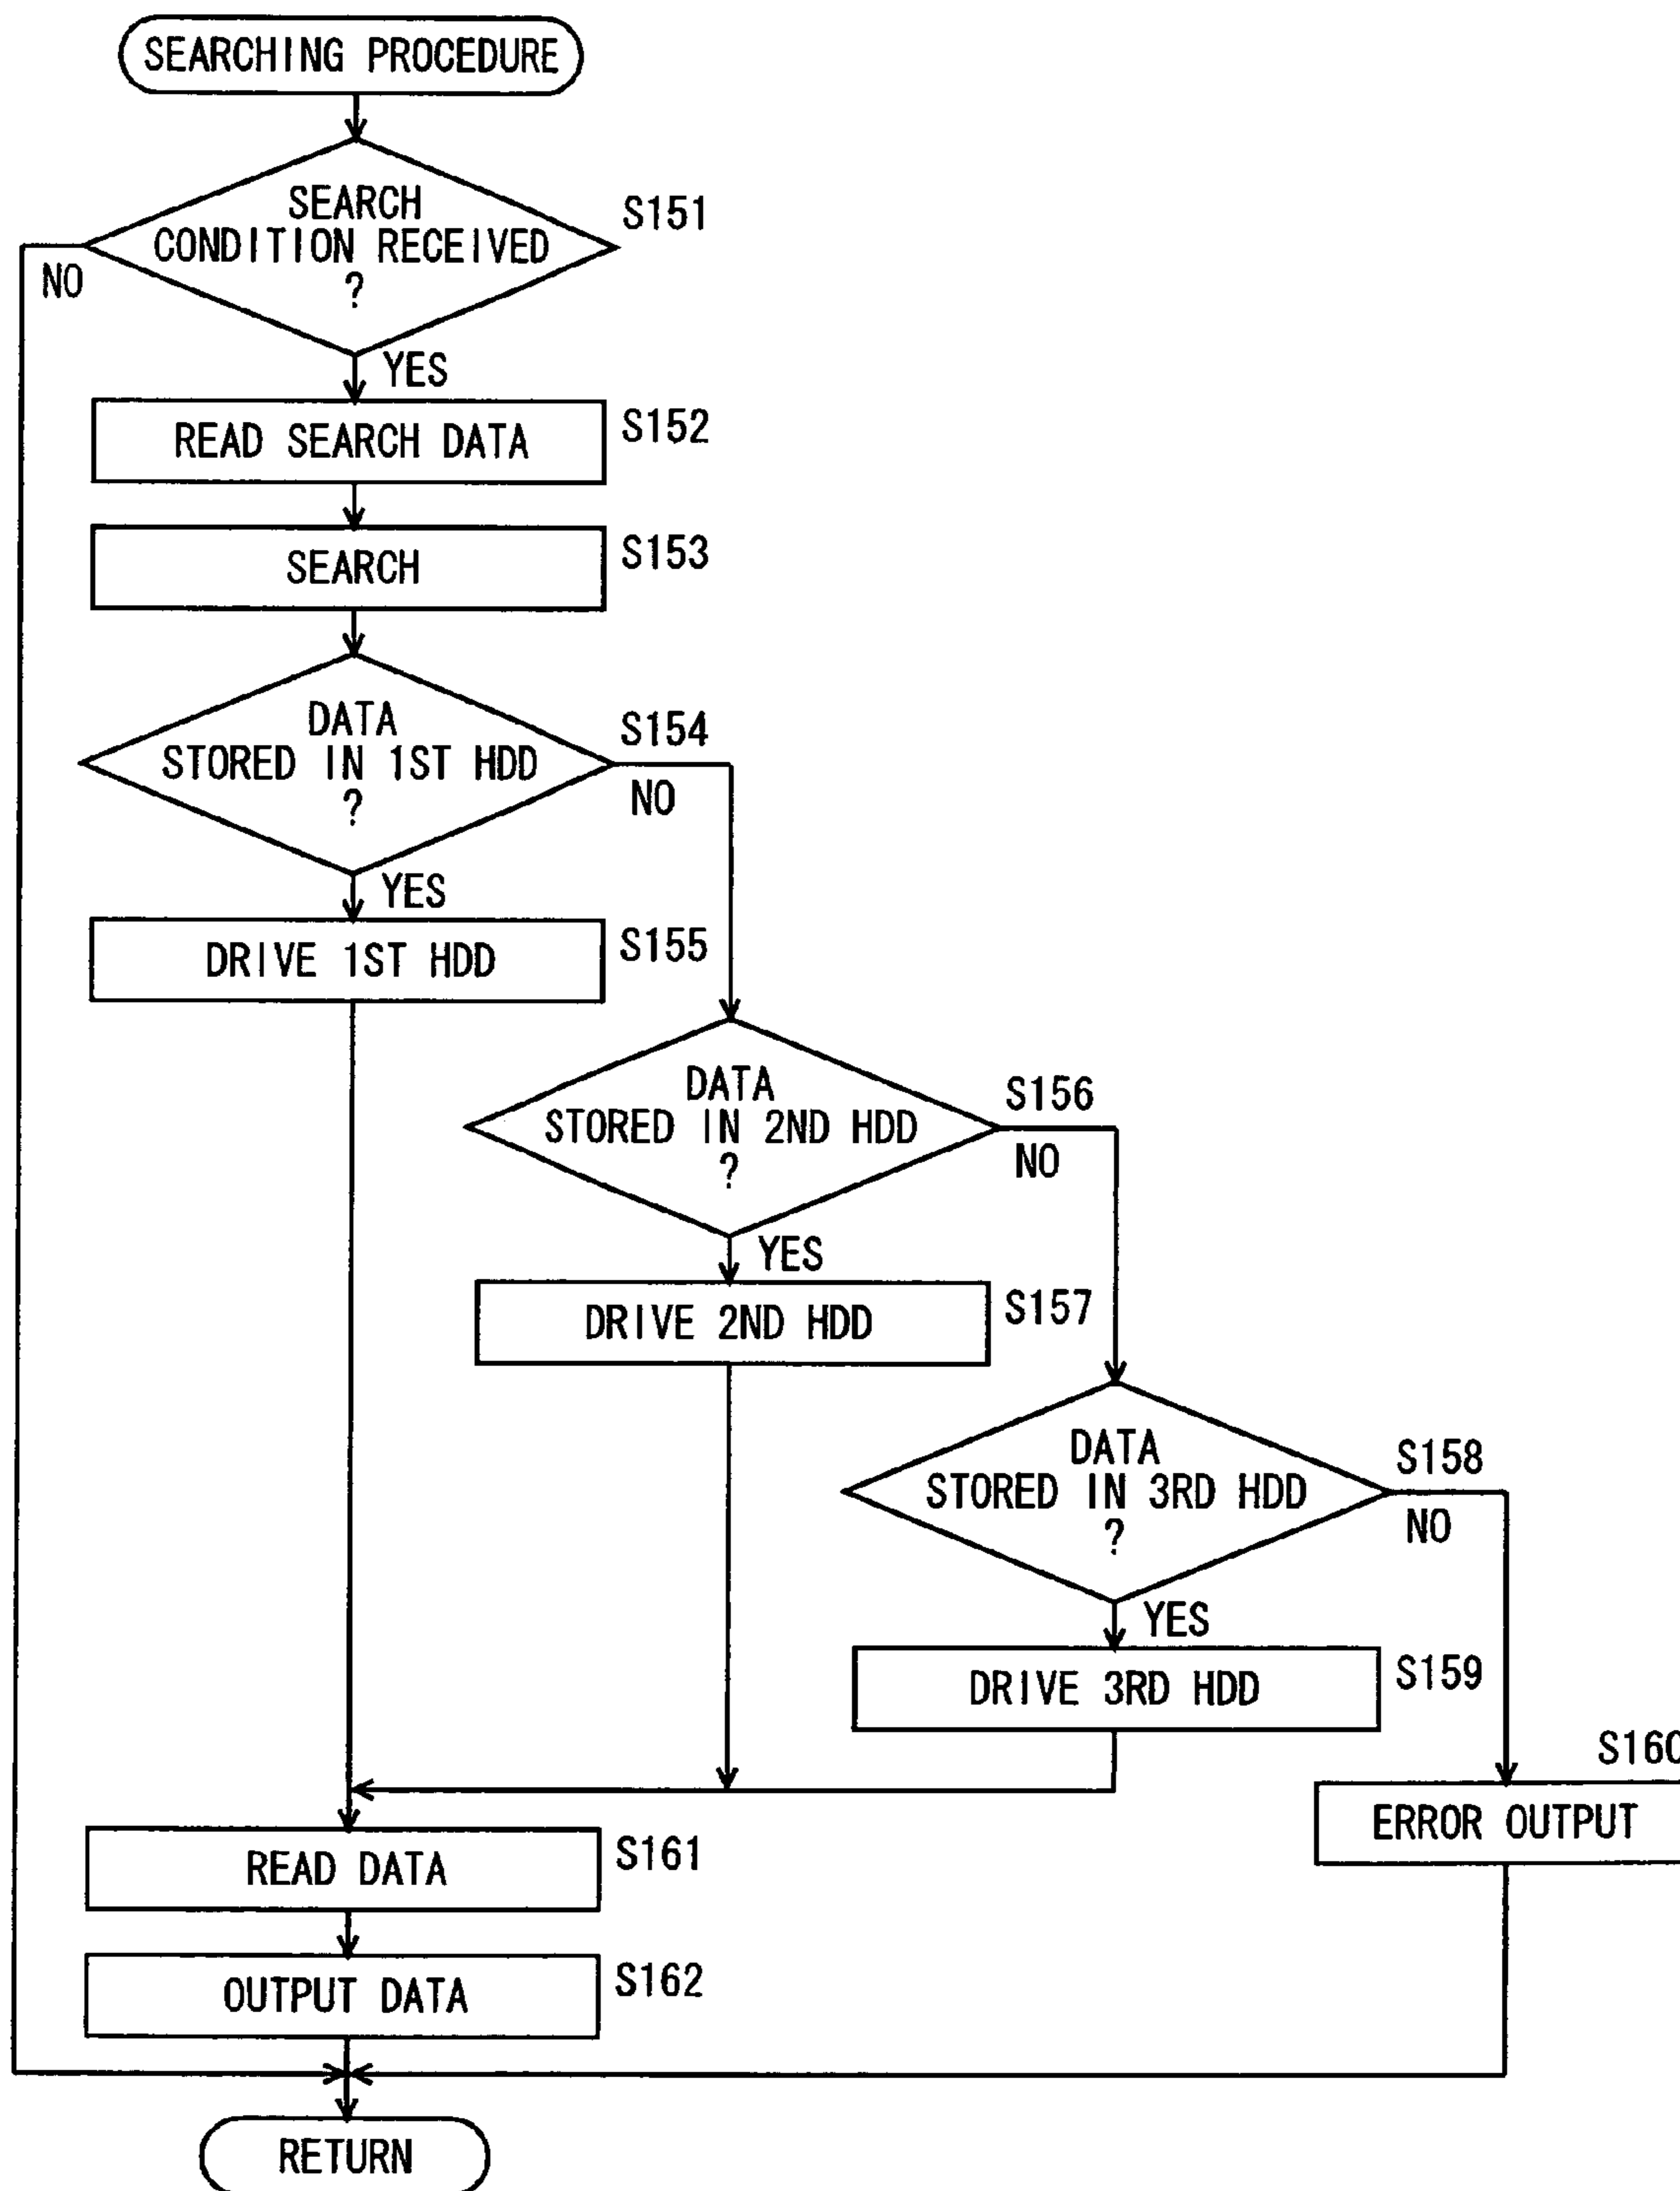 SEARCHING PROCEDURE
SEARCH
CONDITION RECEIVED
?
S151
NO
YES
READ SEARCH DATA
S152
SEARCH
S153
DATA
STORED IN 1ST HDD
?
S154
NO
YES
DRIVE 1ST HDD
S155
DATA
STORED IN 2ND HDD
?
S156
NO
YES
DRIVE 2ND HDD
S157
DATA
STORED IN 3RD HDD
?
S158
NO
YES
DRIVE 3RD HDD
S159
S160
ERROR OUTPUT
READ DATA
S161
OUTPUT DATA
S162
RETURN